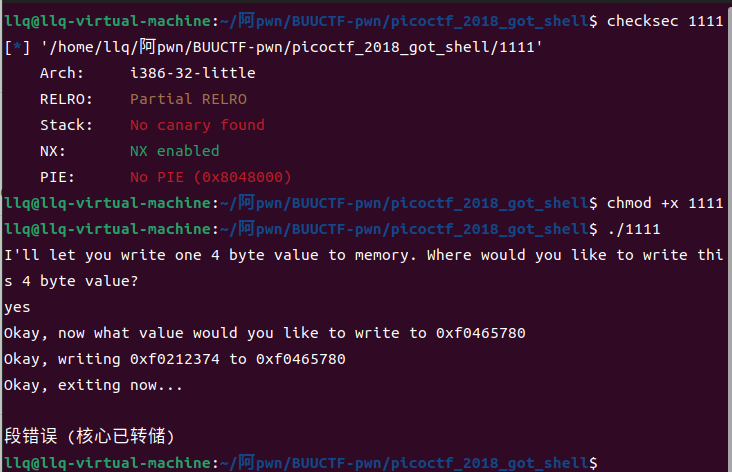 llq@llq-virtual-machine:~/阿pwn/BUUCTF-pwn/picoctf_2018_got_shell$ checksec 1111
[*] '/home/llq/阿pwn/BUUCTF-pwn/picoctf_2018_got_shell/1111'
    Arch:     i386-32-little
    RELRO:    Partial RELRO
    Stack:    No canary found
    NX:       NX enabled
    PIE:      No PIE (0x8048000)
llq@llq-virtual-machine:~/阿pwn/BUUCTF-pwn/picoctf_2018_got_shell$ chmod +x 1111
llq@llq-virtual-machine:~/阿pwn/BUUCTF-pwn/picoctf_2018_got_shell$ ./1111
I'll let you write one 4 byte value to memory. Where would you like to write thi
s 4 byte value?
yes
Okay, now what value would you like to write to 0xf0465780
Okay, writing 0xf0212374 to 0xf0465780
Okay, exiting now...

段错误 (核心已转储)
llq@llq-virtual-machine:~/阿pwn/BUUCTF-pwn/picoctf_2018_got_shell$